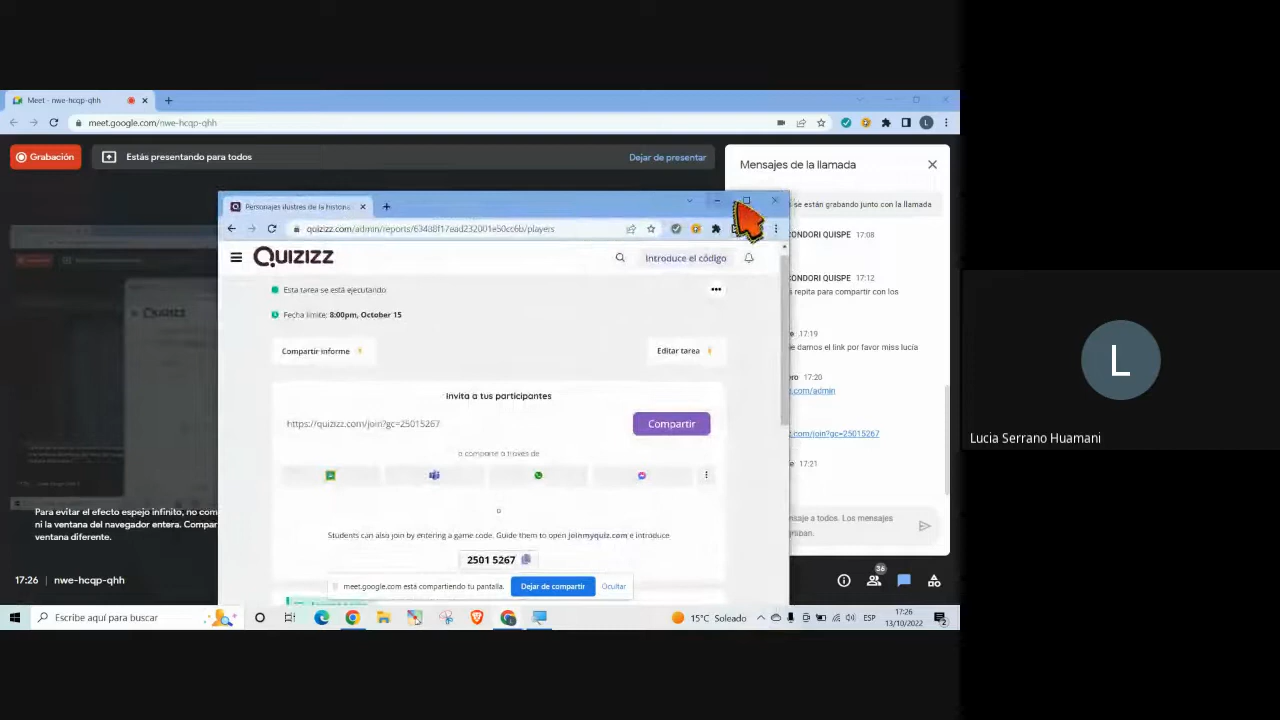 Meet - nwe-hcqp-qhh
meet.google.com/nwe-hcqp-qhh
L
Grabación
Estás presentando para todos
Dejar de presentar
Mensajes de la llamada
se están grabando junto con la llamada
CONDORI QUISPE 17:08
CONDORI QUISPE 17:12
repita para compartir con los
17:19
damos el link por favor miss lucía
17:20
.com/admin
.com/join?gc=25015267
17:21
mensaje a todos. Los mensajes
graban.
Personajes ilustres de la historia
quizizz.com/admin/reports/63488f17aad232001e50cc6b/players
QUIZIZZ
Introduce el código
Esta tarea se está ejecutando
Fecha límite: 8:00pm, October 15
Compartir informe
Editar tarea
Invita a tus participantes
https://quizizz.com/join?gc=25015267
Compartir
o comparte a través de
o
Students can also join by entering a game code. Guide them to open joinmyquiz.com e introduce
2501 5267
meet.google.com está compartiendo tu pantalla.
Dejar de compartir
Ocultar
Para evitar el efecto espejo infinito, no com
ni la ventana del navegador entera. Compar
ventana diferente.
17:26 | nwe-hcqp-qhh
36
Escribe aquí para buscar
15°C Soleado
ESP
17:26
13/10/2022
2
L
Lucia Serrano Huamani